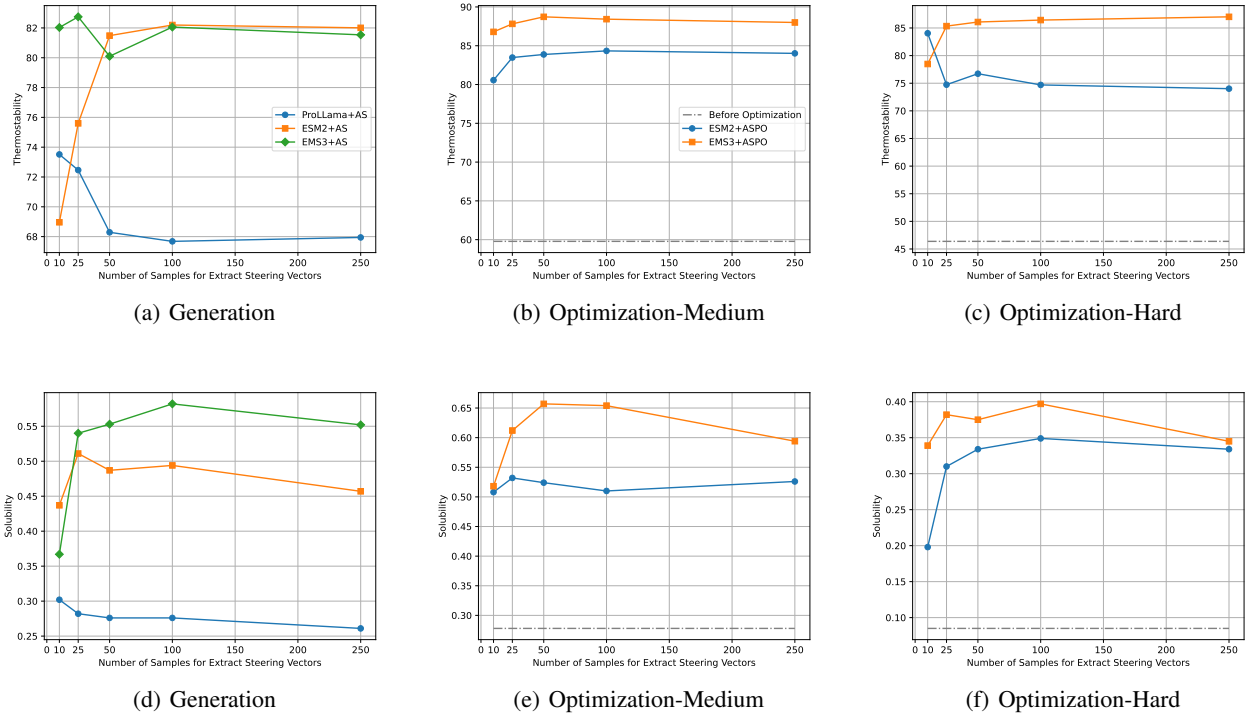 82
80
78
76
74
72
70
68
Thermostability
ProLLama+AS
ESM2+AS
EMS3+AS
0 10 25 50 100 150 200 250
Number of Samples for Extract Steering Vectors
(a) Generation
90
85
80
75
70
65
60
Thermostability
Before Optimization
ESM2+ASPO
EMS3+ASPO
0 10 25 50 100 150 200 250
Number of Samples for Extract Steering Vectors
(b) Optimization-Medium
90
85
80
75
70
65
60
55
50
45
Thermostability
0 10 25 50 100 150 200 250
Number of Samples for Extract Steering Vectors
(c) Optimization-Hard
0.55
0.50
0.45
0.40
0.35
0.30
0.25
Solubility
0 10 25 50 100 150 200 250
Number of Samples for Extract Steering Vectors
(d) Generation
0.65
0.60
0.55
0.50
0.45
0.40
0.35
0.30
Solubility
0 10 25 50 100 150 200 250
Number of Samples for Extract Steering Vectors
(e) Optimization-Medium
0.40
0.35
0.30
0.25
0.20
0.15
0.10
Solubility
0 10 25 50 100 150 200 250
Number of Samples for Extract Steering Vectors
(f) Optimization-Hard